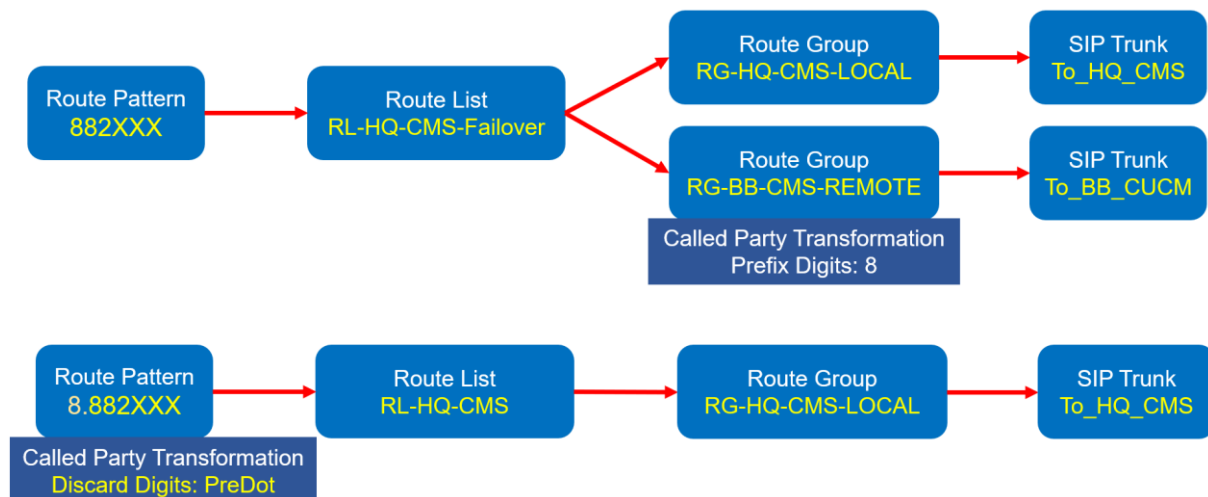 Route Pattern
882XXX
Route List
RL-HQ-CMS-Failover
Route Group
RG-HQ-CMS-LOCAL
SIP Trunk
To_HQ_CMS
Route Group
RG-BB-CMS-REMOTE
SIP Trunk
To_BB_CUCM
Called Party Transformation
Prefix Digits: 8
Route Pattern
8.882XXX
Route List
RL-HQ-CMS
Route Group
RG-HQ-CMS-LOCAL
SIP Trunk
To_HQ_CMS
Called Party Transformation
Discard Digits: PreDot